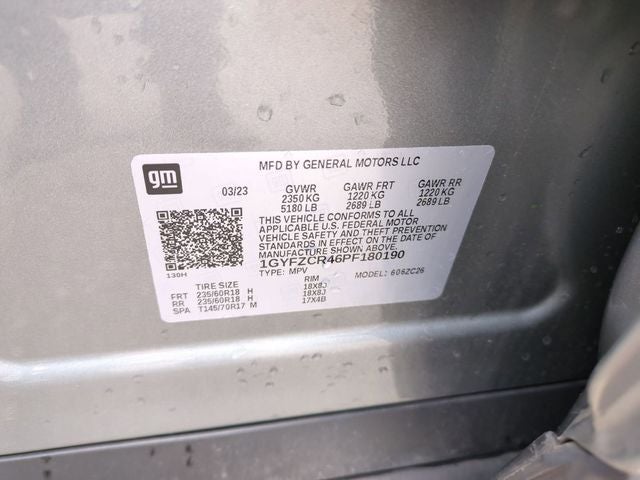 gm
MFD BY GENERAL MOTORS LLC
03/23 GVWR GAWR FRT GAWR RR
2350 KG 1220 KG 1220 KG
5180 LB 2689 LB 2689 LB
THIS VEHICLE CONFORMS TO ALL
APPLICABLE U.S. FEDERAL MOTOR
VEHICLE SAFETY, BUMPER, AND THEFT PREVENTION
STANDARDS IN EFFECT ON THE DATE
OF MANUFACTURE SHOWN ABOVE.
1GYFZCR46PF180190
130H
TYPE: MPV MODEL: 6062C26
TIRE SIZE RIM
FRT 235/60R18 H 18X8J
RR 235/60R18 H 18X8J
SPA T145/70R17 M 17X4B